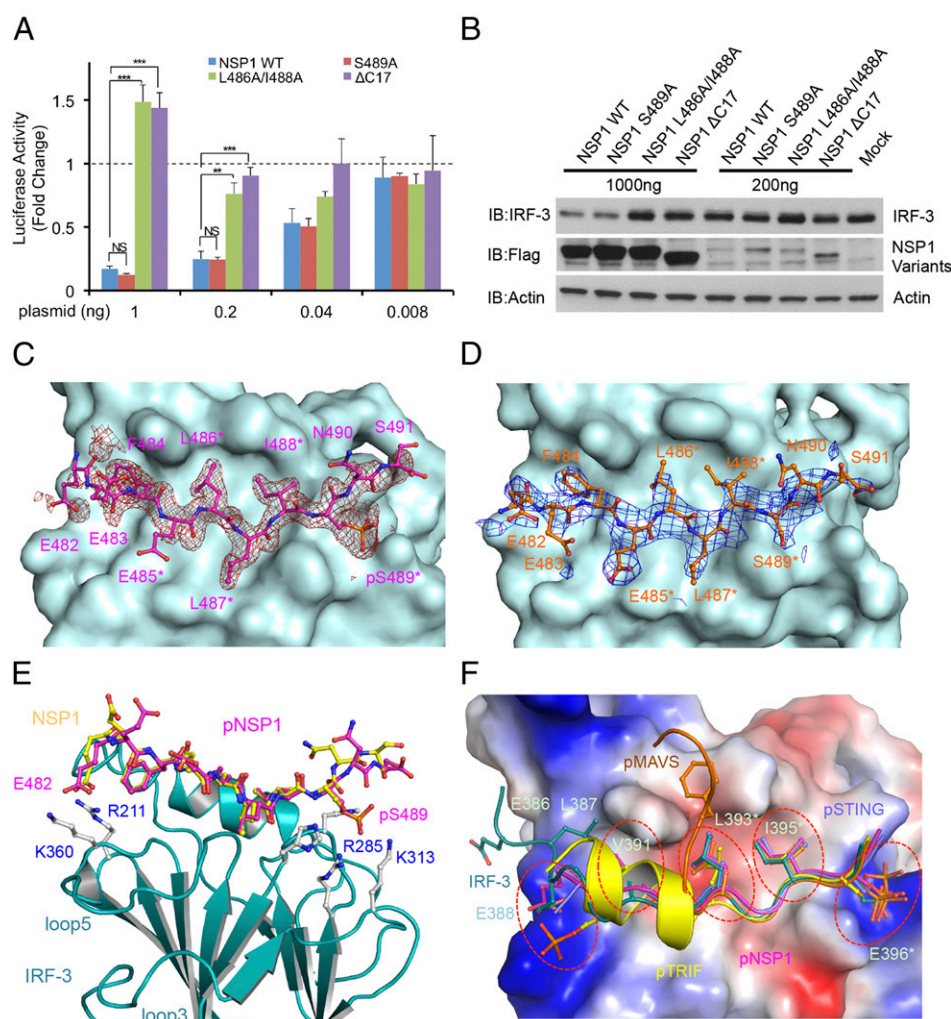 A
NSP1 WT
S489A
L486A/I488A
ΔC17
Luciferase Activity
(Fold Change)
1.5
1
0.5
0
***
***
NS
***
**
NS
plasmid (ng)
1
0.2
0.04
0.008
B
NSP1 WT
NSP1 S489A
NSP1 L486A/I488A
NSP1 ΔC17
NSP1 WT
NSP1 S489A
NSP1 L486A/I488A
NSP1 ΔC17
Mock
1000ng
200ng
IB:IRF-3
IRF-3
IB:Flag
NSP1
Variants
IB:Actin
Actin
C
F484
L486*
I488*
N490
S491
E482
E483
E485*
L487*
pS489*
D
F484
L486*
I488*
N490
S491
E482
E483
E485*
L487*
S489*
E
NSP1
pNSP1
E482
R211
K360
pS489
R285
K313
loop5
IRF-3
loop3
F
pMAVS
E386
L387
V391
L393*
I395*
pSTING
IRF-3
E388
pTRIF
pNSP1
E396*